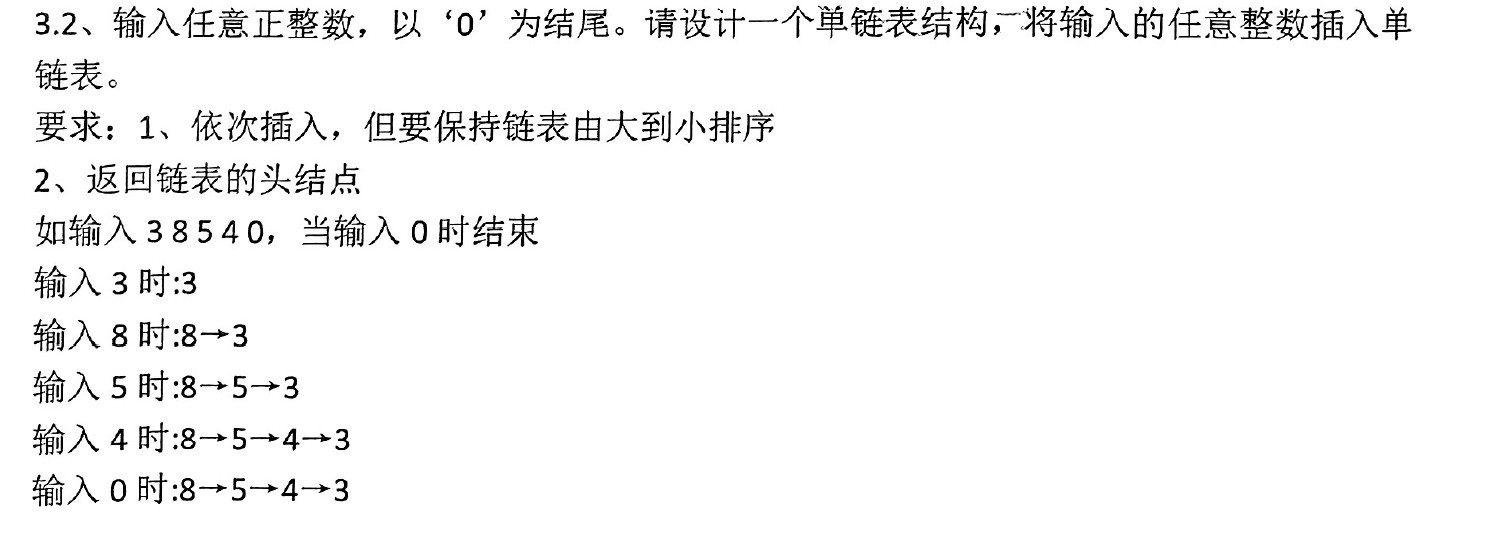 3.2、输入任意正整数，以‘0’为结尾。请设计一个单链表结构，将输入的任意整数插入单
链表。
要求：1、依次插入，但要保持链表由大到小排序
2、返回链表的头结点
如输入 3 8 5 4 0，当输入 0 时结束
输入 3 时:3
输入 8 时:8→3
输入 5 时:8→5→3
输入 4 时:8→5→4→3
输入 0 时:8→5→4→3